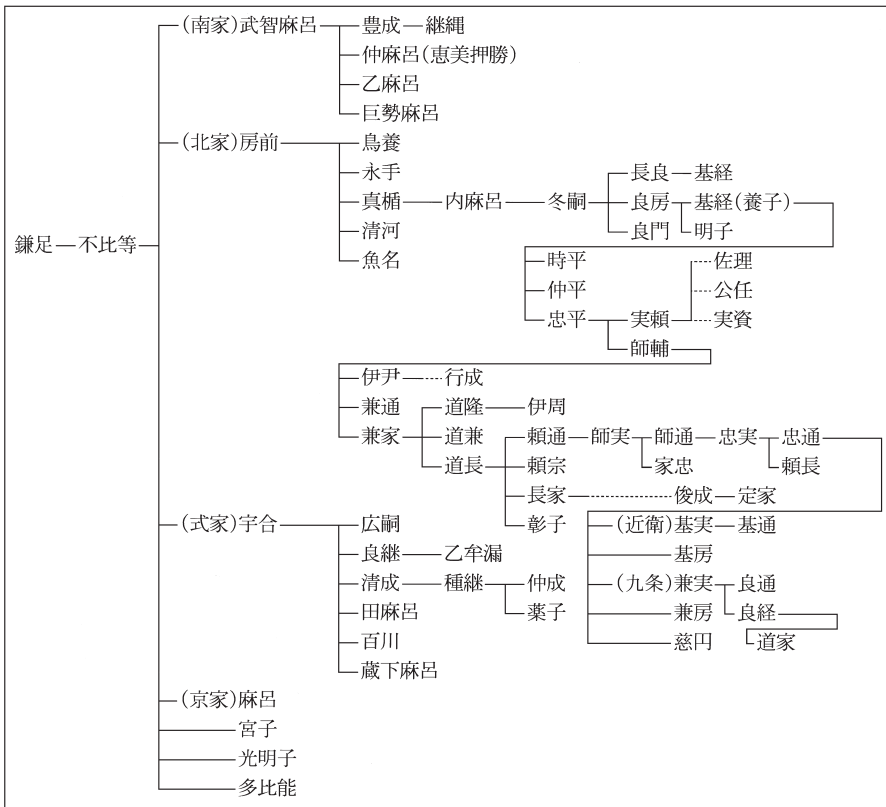 (南家)武智麻呂 豊成 継縄
仲麻呂(恵美押勝)
乙麻呂
巨勢麻呂
(北家)房前 鳥養
永手 長良 基経
真楯 内麻呂 冬嗣 良房 基経(養子)
清河 良門 明子
鎌足 不比等
魚名 時平 佐理
仲平 公任
忠平 実頼 実資
師輔
伊尹 行成
兼通 道隆 伊周
兼家 道兼 頼通 師実 師通 忠実 忠通
道長 頼宗 家忠 頼長
長家 俊成 定家
(式家)宇合 広嗣 彰子 (近衛)基実 基通
良継 乙牟漏 基房
清成 種継 仲成 (九条)兼実 良通
田麻呂 薬子 兼房 良経
百川 慈円 道家
蔵下麻呂
(京家)麻呂
宮子
光明子
多比能